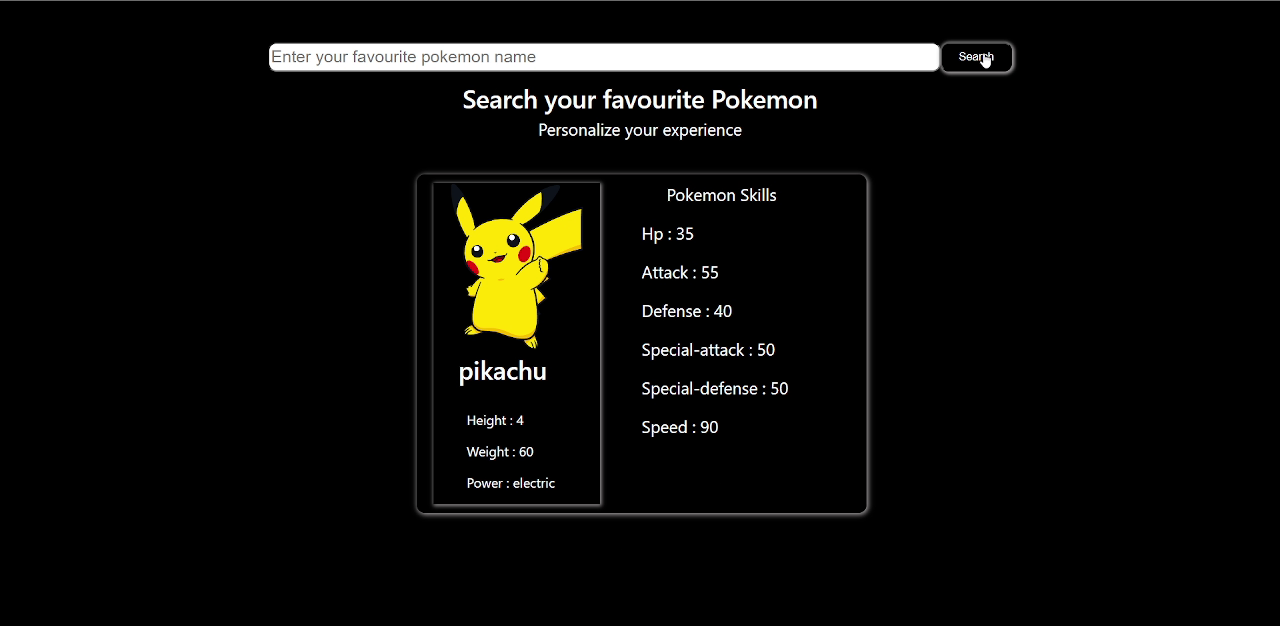 Enter your favourite pokemon name
Search
Search your favourite Pokemon
Personalize your experience
pikachu
Height : 4
Weight : 60
Power : electric
Pokemon Skills
Hp : 35
Attack : 55
Defense : 40
Special-attack : 50
Special-defense : 50
Speed : 90